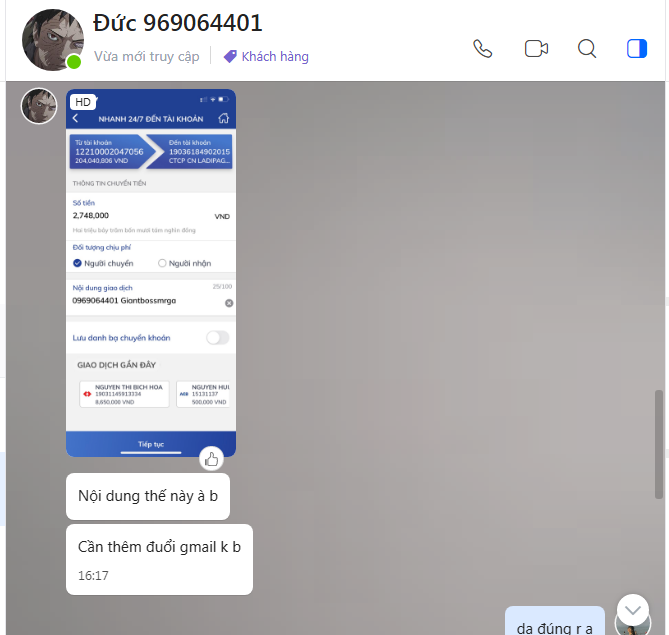 Đức 969064401
Vừa mới truy cập
Khách hàng
HD
NHANH 24/7 ĐẾN TÀI KHOẢN
Từ tài khoản
12210002047056
204,040,806 VND
Đến tài khoản
19036184902015
CTCP CN LADIPAG...
THÔNG TIN CHUYỂN TIỀN
Số tiền
2,748,000
VND
Hai triệu bảy trăm bốn mươi tám nghìn đồng
Đối tượng chịu phí
Người chuyển
Người nhận
Nội dung giao dịch
25/100
0969064401 Giantbossmrga
Lưu danh bạ chuyển khoản
GIAO DỊCH GẦN ĐÂY
NGUYEN THI BICH HOA
19031145913334
8,650,000 VND
NGUYEN HUI
15131137
500,000 VND
Tiếp tục
Nội dung thế này à b
Cần thêm đuổi gmail k b
16:17
dạ đúng r ạ